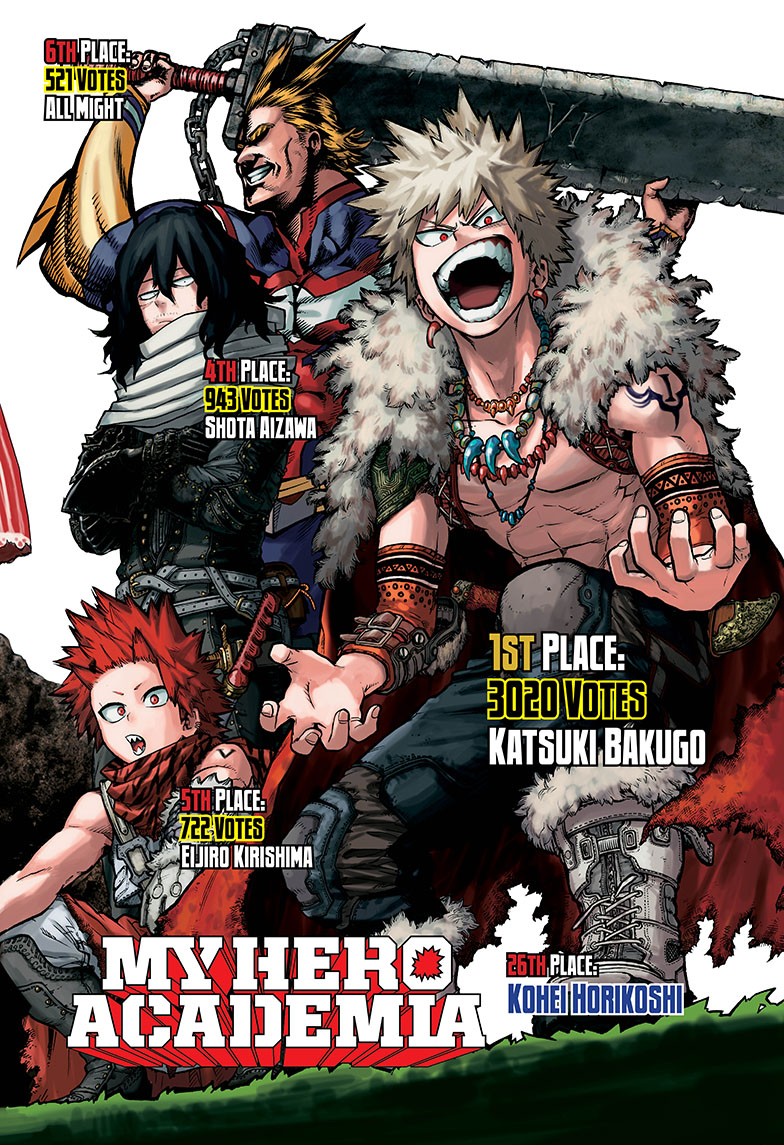 6TH PLACE:
521 VOTES
ALL MIGHT
VI
4TH PLACE:
943 VOTES
SHOTA AIZAWA
1ST PLACE:
3020 VOTES
KATSUKI BAKUGO
5TH PLACE:
722 VOTES
EIJIRO KIRISHIMA
MY HERO
ACADEMIA
26TH PLACE:
KOHEI HORIKOSHI